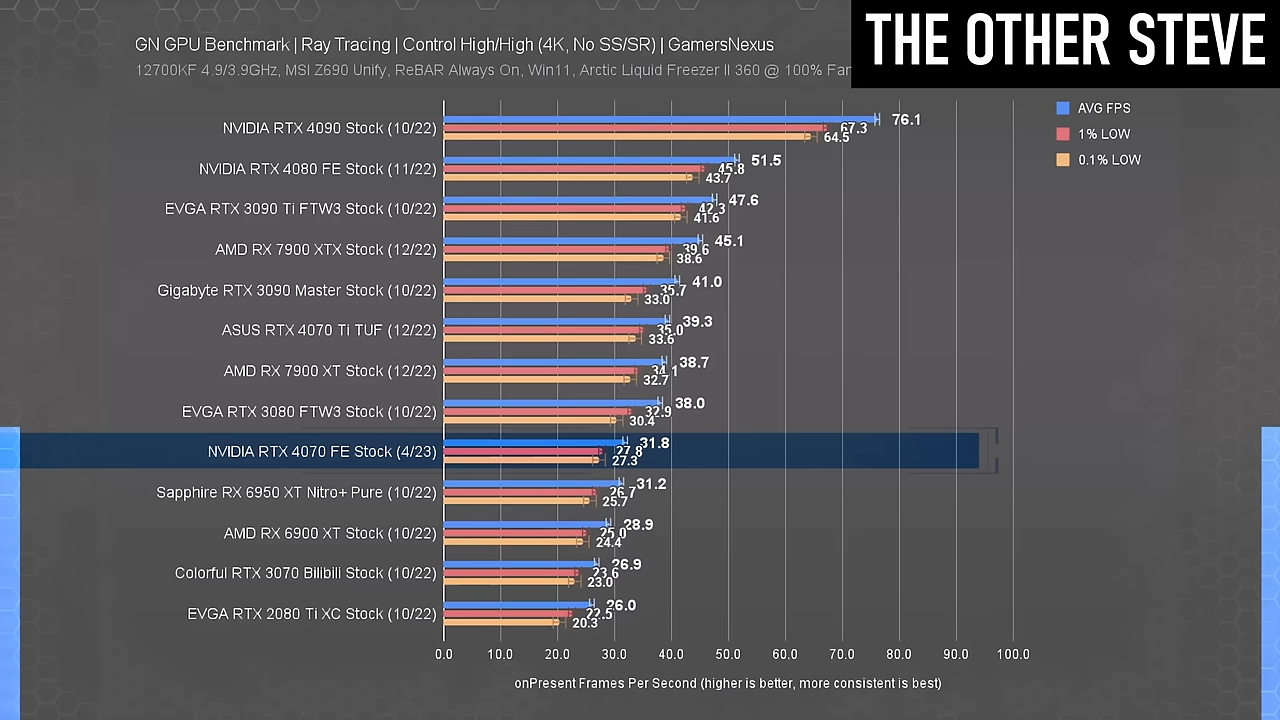 THE OTHER STEVE
GN GPU Benchmark | Ray Tracing | Control High/High (4K, No SS/SR) | GamersNexus
12700KF 4.9/3.9GHz, MSI Z690 Unify, ReBAR Always On, Win11, Arctic Liquid Freezer II 360 @ 100%
AVG FPS
1% LOW
0.1% LOW
NVIDIA RTX 4090 Stock (10/22) 76.1
67.3
64.5
NVIDIA RTX 4080 FE Stock (11/22) 51.5
45.8
43.7
EVGA RTX 3090 Ti FTW3 Stock (10/22) 47.6
42.3
41.6
AMD RX 7900 XTX Stock (12/22) 45.1
39.6
38.6
Gigabyte RTX 3090 Master Stock (10/22) 41.0
35.7
33.0
ASUS RTX 4070 Ti TUF (12/22) 39.3
35.0
33.6
AMD RX 7900 XT Stock (12/22) 38.7
34.1
32.7
EVGA RTX 3080 FTW3 Stock (10/22) 38.0
32.9
30.4
NVIDIA RTX 4070 FE Stock (4/23) 31.8
27.8
27.3
Sapphire RX 6950 XT Nitro+ Pure (10/22) 31.2
26.7
25.7
AMD RX 6900 XT Stock (10/22) 28.9
25.0
24.4
Colorful RTX 3070 Bilibili Stock (10/22) 26.9
23.6
23.0
EVGA RTX 2080 Ti XC Stock (10/22) 26.0
22.5
20.3
0.0 10.0 20.0 30.0 40.0 50.0 60.0 70.0 80.0 90.0 100.0
onPresent Frames Per Second (higher is better, more consistent is best)